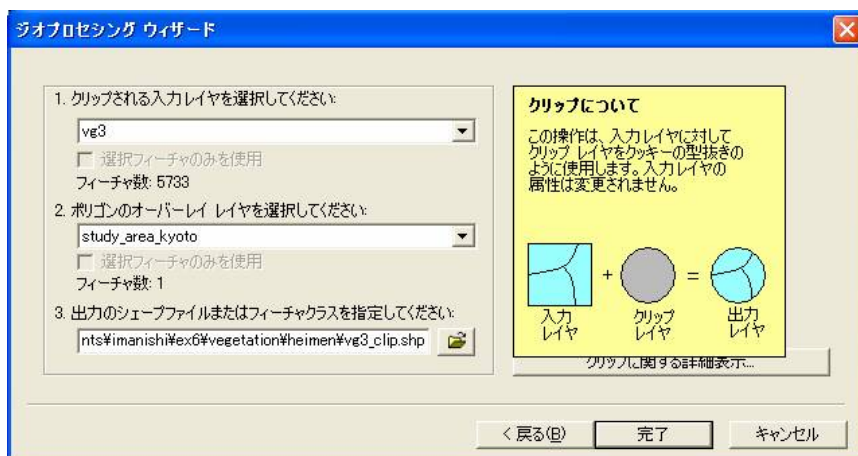 ジオプロセシング ウィザード
1. クリップされる入力レイヤを選択してください:
vg3
選択フィーチャのみを使用
フィーチャ数: 5733
2. ポリゴンのオーバーレイ レイヤを選択してください:
study_area_kyoto
選択フィーチャのみを使用
フィーチャ数: 1
3. 出力のシェープファイルまたはフィーチャクラスを指定してください:
nts¥imanishi¥ex6¥vegetation¥heimen¥vg3_clip.shp
クリップについて
この操作は、入力レイヤに対して
クリップ レイヤをクッキーの型抜きの
ように使用します。入力レイヤの
属性は変更されません。
+
=
入力
レイヤ
クリップ
レイヤ
出力
レイヤ
クリップに関する詳細表示...
< 戻る(B)
完了
キャンセル